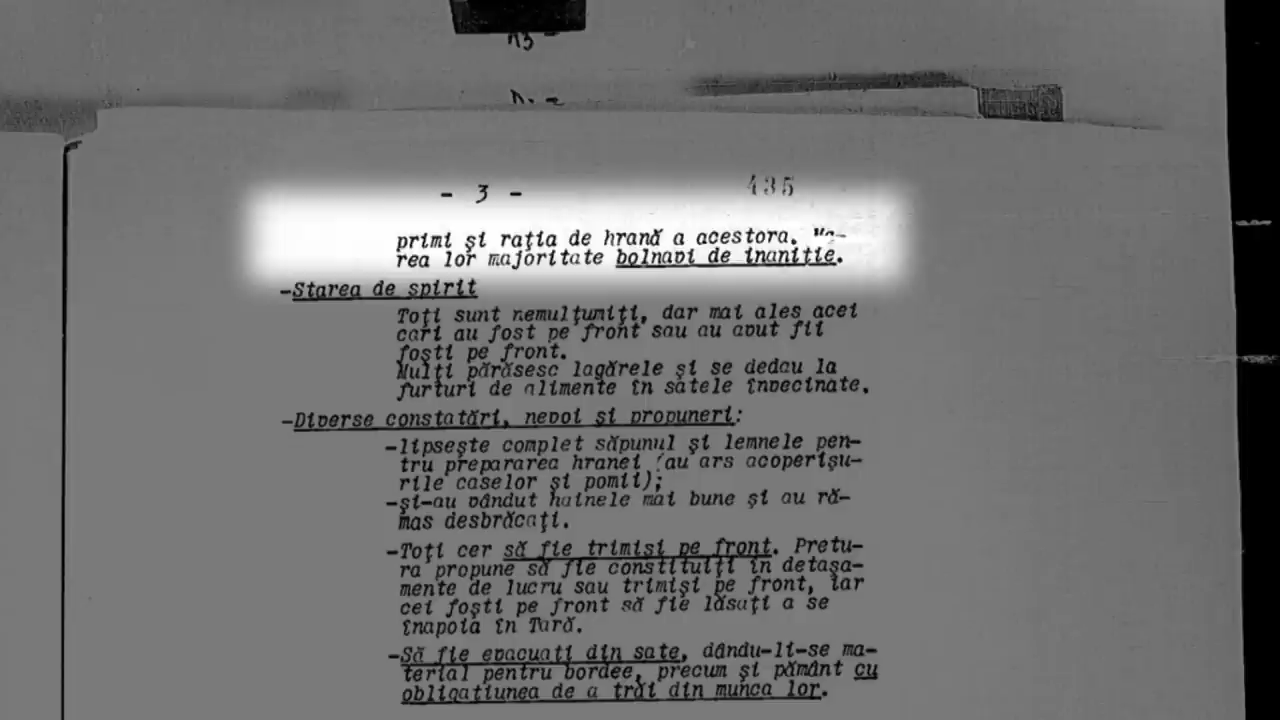 - 3 -
435
primi şi raţia de hrană a acestora.
rea lor majoritate bolnavi de inaniţie.
-Starea de spirit
Toţi sunt nemulţumiţi, dar mai ales acei
cari au fost pe front sau au avut fii
foşti pe front.
Mulţi părăsesc lagărele şi se dedau la
furturi de alimente în satele învecinate.
-Diverse constatări, nevoi şi propuneri:
-lipseşte complet săpunul şi lemnele pen-
tru prepararea hranei (au ars acoperişu-
rile caselor şi pomii);
-şi-au vândut hainele mai bune şi au ră-
mas desbrăcaţi.
-Toţi cer să fie trimişi pe front. Pretu-
ra propune să fie constituiţi în detaşa-
mente de lucru sau trimişi pe front, iar
cei foşti pe front să fie lăsaţi a se
înapoia în Ţară.
-Să fie evacuaţi din sate, dându-li-se ma-
terial pentru bordee, precum şi pământ cu
obligaţiunea de a trăi din munca lor.